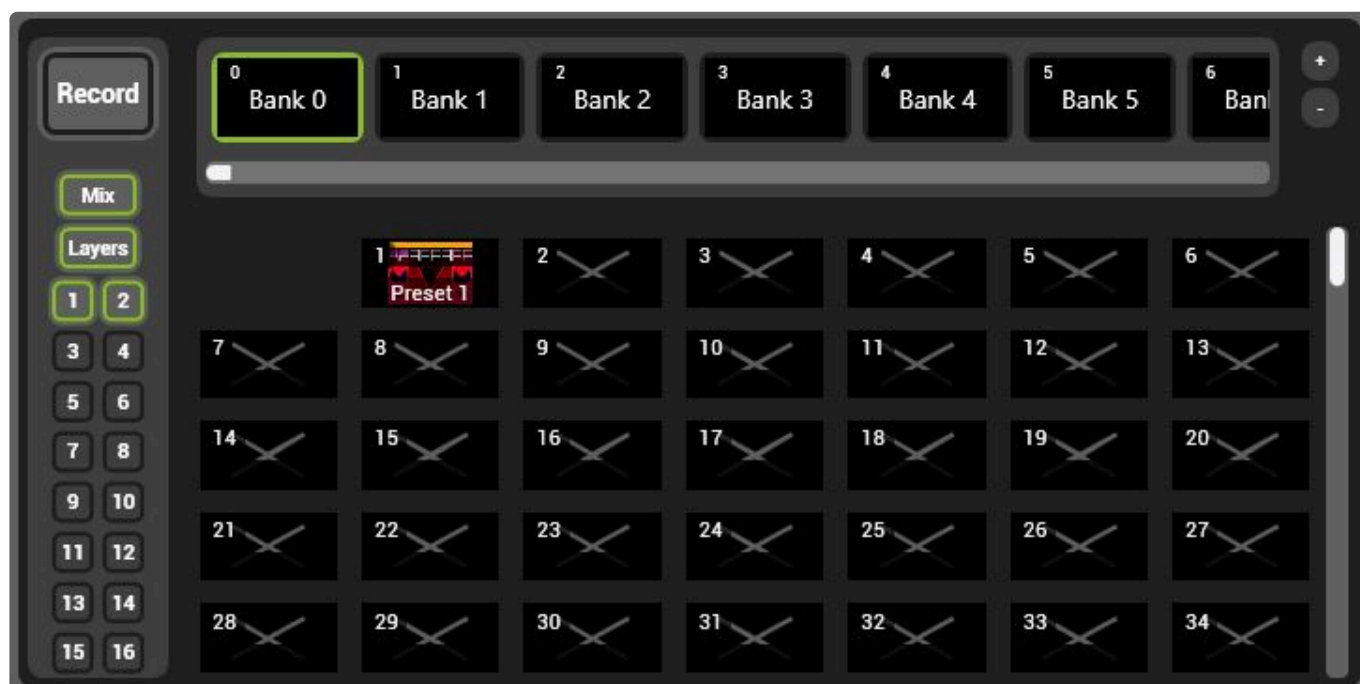 Record
0 1 2 3 4 5 6
Bank 0 Bank 1 Bank 2 Bank 3 Bank 4 Bank 5 Ban
+
-
Mix
Layers
1 2
3 4
5 6
7 8
9 10
11 12
13 14
15 16
1 2 3 4 5 6
Preset 1
7 8 9 10 11 12 13
14 15 16 17 18 19 20
21 22 23 24 25 26 27
28 29 30 31 32 33 34